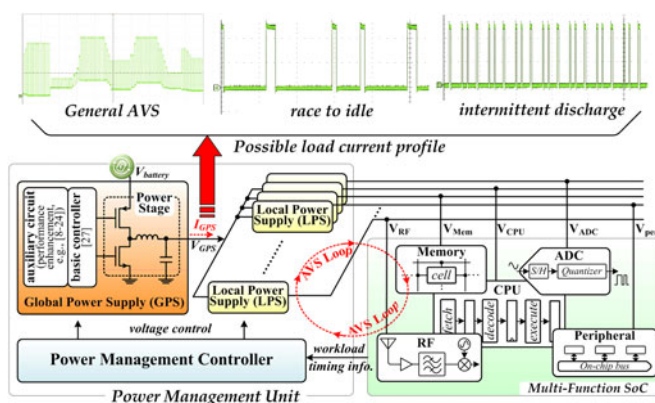 General AVS
race to idle
intermittent discharge
Possible load current profile
V_battery
Power
Stage
auxiliary circuit
(performance
enhancement,
e.g., [8-24])
basic controller
[27]
I_GPS
V_GPS
Global Power Supply (GPS)
Local Power
Supply (LPS)
Local Power
Supply (LPS)
AVS Loop
AVS Loop
voltage control
Power Management Controller
workload
timing info.
Power Management Unit
V_RF
V_Mem
V_CPU
V_ADC
V_per
Memory
cell
ADC
S/H
Quantizer
CPU
fetch
decode
execute
RF
Peripheral
On-chip bus
Multi-Function SoC